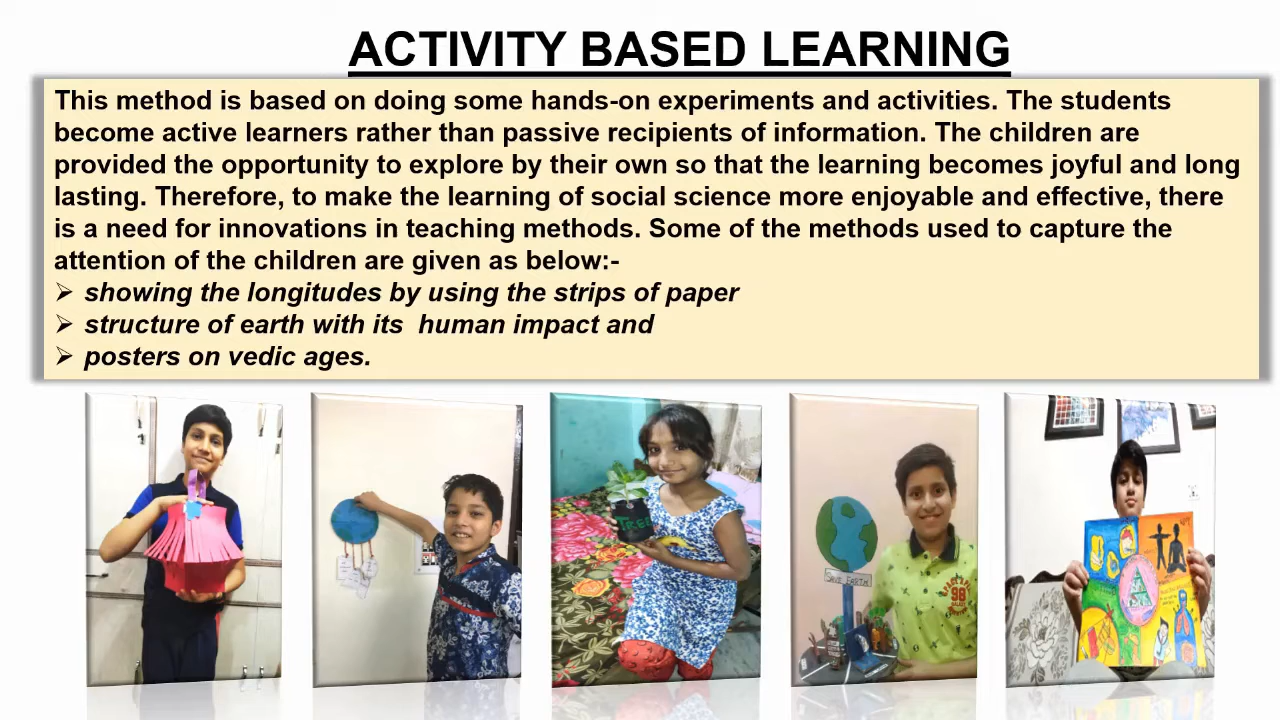 ACTIVITY BASED LEARNING
This method is based on doing some hands-on experiments and activities. The students
become active learners rather than passive recipients of information. The children are
provided the opportunity to explore by their own so that the learning becomes joyful and long
lasting. Therefore, to make the learning of social science more enjoyable and effective, there
is a need for innovations in teaching methods. Some of the methods used to capture the
attention of the children are given as below:-
➢ showing the longitudes by using the strips of paper
➢ structure of earth with its human impact and
➢ posters on vedic ages.
TREE
SAVE EARTH
98